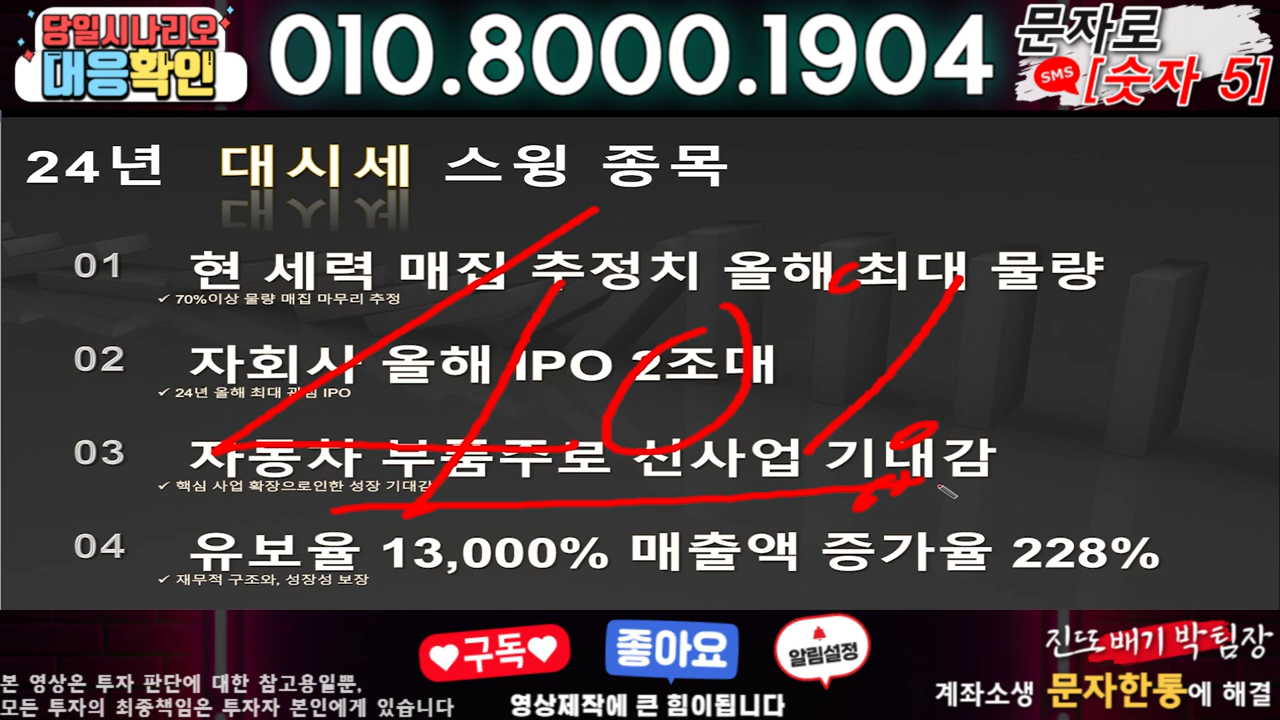 당일시나리오
대응확인
010.8000.1904
문자로
SMS [숫자 5]
24년 대시세 스윙 종목
01 현 세력 매집 추정치 올해 최대 물량
✓ 70%이상 물량 매집 마무리 추정
02 자회사 올해 IPO 2조대
✓ 24년 올해 최대 관심 IPO
03 자동차 부품주로 신사업 기대감
✓ 핵심 사업 확장으로인한 성장 기대감
04 유보율 13,000% 매출액 증가율 228%
✓ 재무적 구조와, 성장성 보장
40%
구독
좋아요
알림설정
영상제작에 큰 힘이됩니다
본 영상은 투자 판단에 대한 참고용일뿐,
모든 투자의 최종책임은 투자자 본인에게 있습니다
진또배기 박팀장
계좌소생 문자한통에 해결